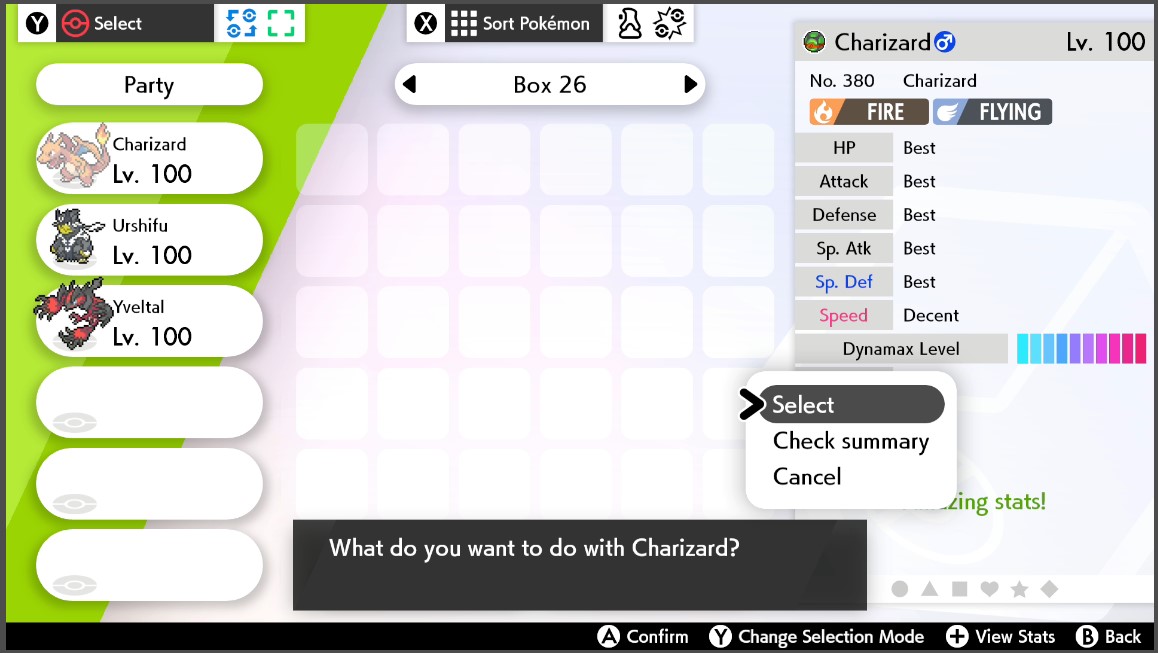 Y Select
X Sort Pokémon
Party
Box 26
Charizard
Lv. 100
Urshifu
Lv. 100
Yveltal
Lv. 100
Charizard♂ Lv. 100
No. 380 Charizard
FIRE FLYING
HP Best
Attack Best
Defense Best
Sp. Atk Best
Sp. Def Best
Speed Decent
Dynamax Level
Select
Check summary
Cancel
zing stats!
What do you want to do with Charizard?
A Confirm Y Change Selection Mode + View Stats B Back